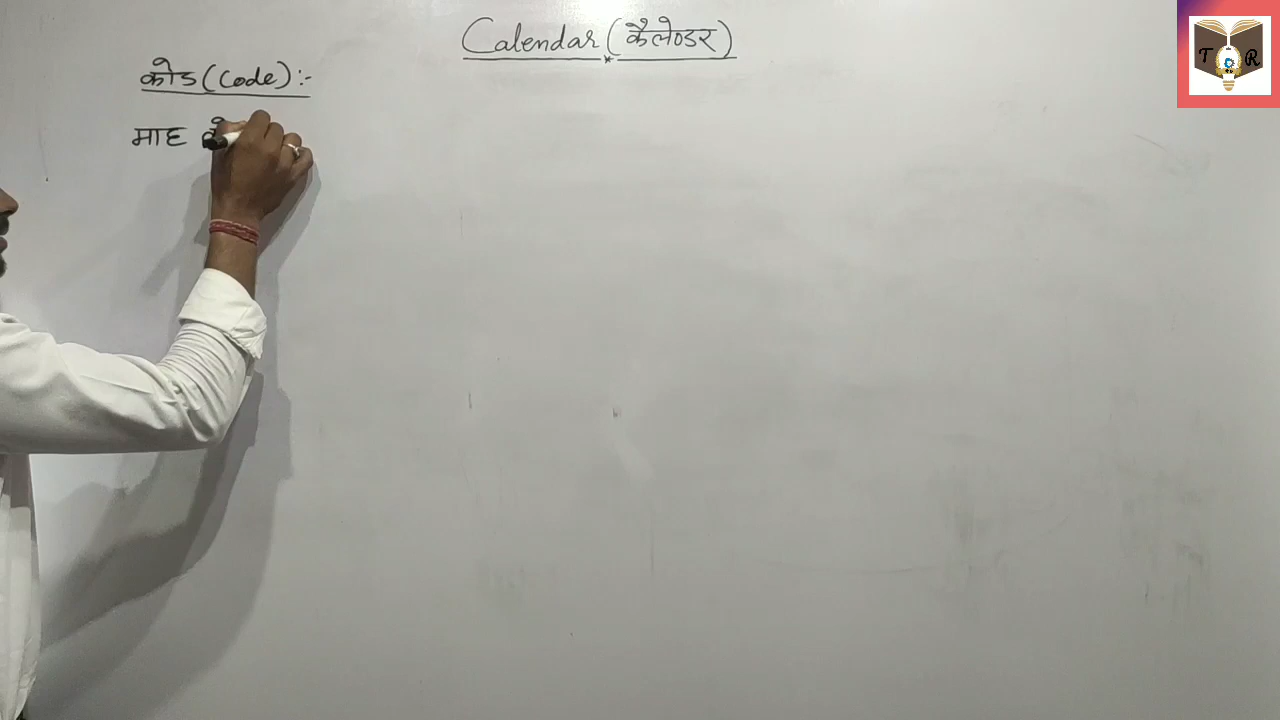 Calendar (कैलेण्डर)
कोड (Code) :-
माह
T R